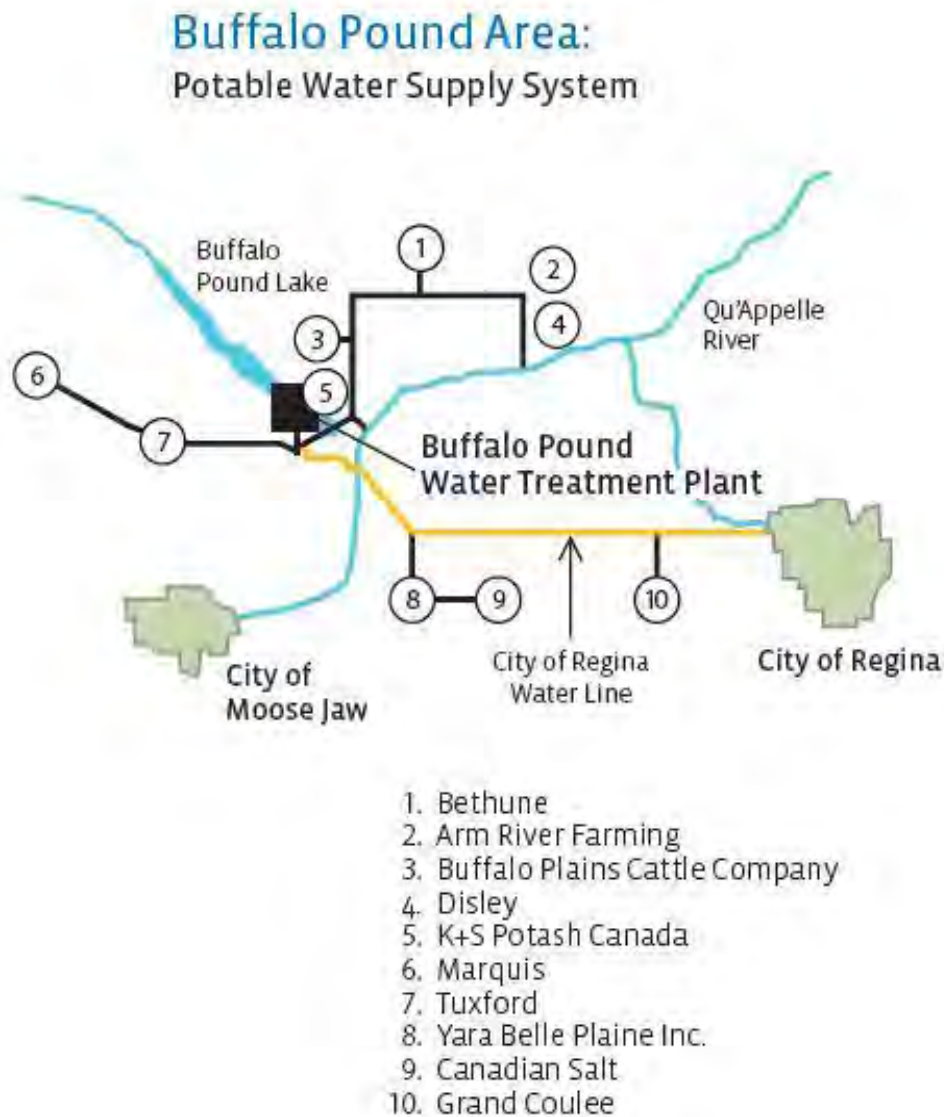 Buffalo Pound Area:
Potable Water Supply System
Buffalo
Pound Lake
1
2
3
4
Qu'Appelle
River
5
6
7
Buffalo Pound
Water Treatment Plant
8
9
10
City of
Moose Jaw
City of Regina
Water Line
City of Regina
1. Bethune
2. Arm River Farming
3. Buffalo Plains Cattle Company
4. Disley
5. K+S Potash Canada
6. Marquis
7. Tuxford
8. Yara Belle Plaine Inc.
9. Canadian Salt
10. Grand Coulee